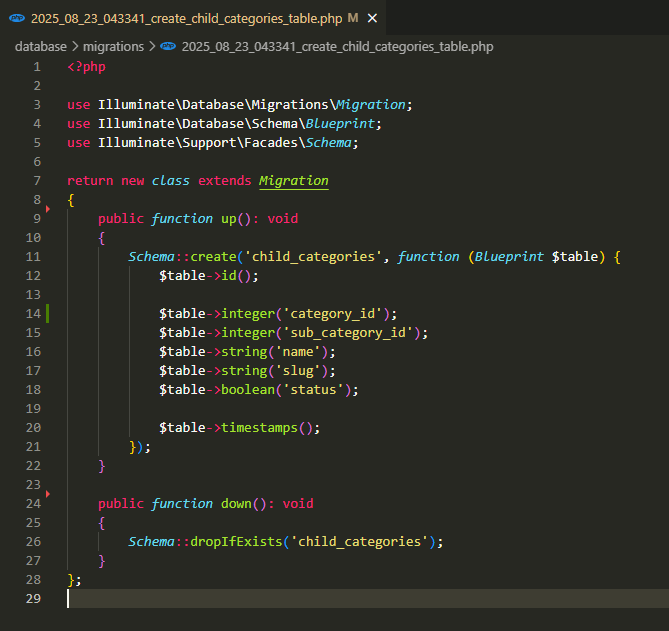 php 2025_08_23_043341_create_child_categories_table.php M ×
database > migrations > php 2025_08_23_043341_create_child_categories_table.php
1 <?php
2
3 use Illuminate\Database\Migrations\Migration;
4 use Illuminate\Database\Schema\Blueprint;
5 use Illuminate\Support\Facades\Schema;
6
7 return new class extends Migration
8 {
9     public function up(): void
10     {
11         Schema::create('child_categories', function (Blueprint $table) {
12             $table->id();
13
14             $table->integer('category_id');
15             $table->integer('sub_category_id');
16             $table->string('name');
17             $table->string('slug');
18             $table->boolean('status');
19
20             $table->timestamps();
21         });
22     }
23
24     public function down(): void
25     {
26         Schema::dropIfExists('child_categories');
27     }
28 };
29